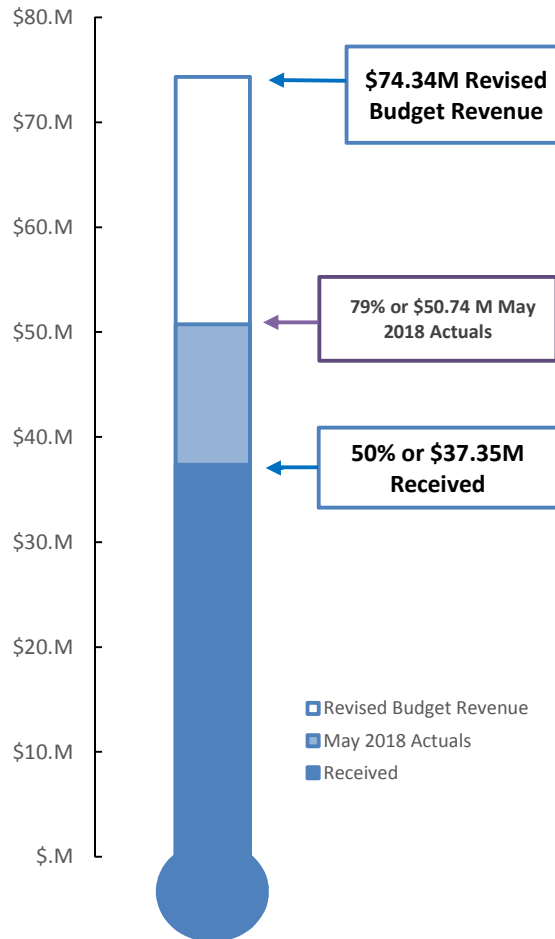 $80.M
$74.34M Revised
Budget Revenue
$70.M
$60.M
79% or $50.74 M May
2018 Actuals
$50.M
50% or $37.35M
Received
$40.M
$30.M
$20.M
Revised Budget Revenue
May 2018 Actuals
Received
$10.M
$.M